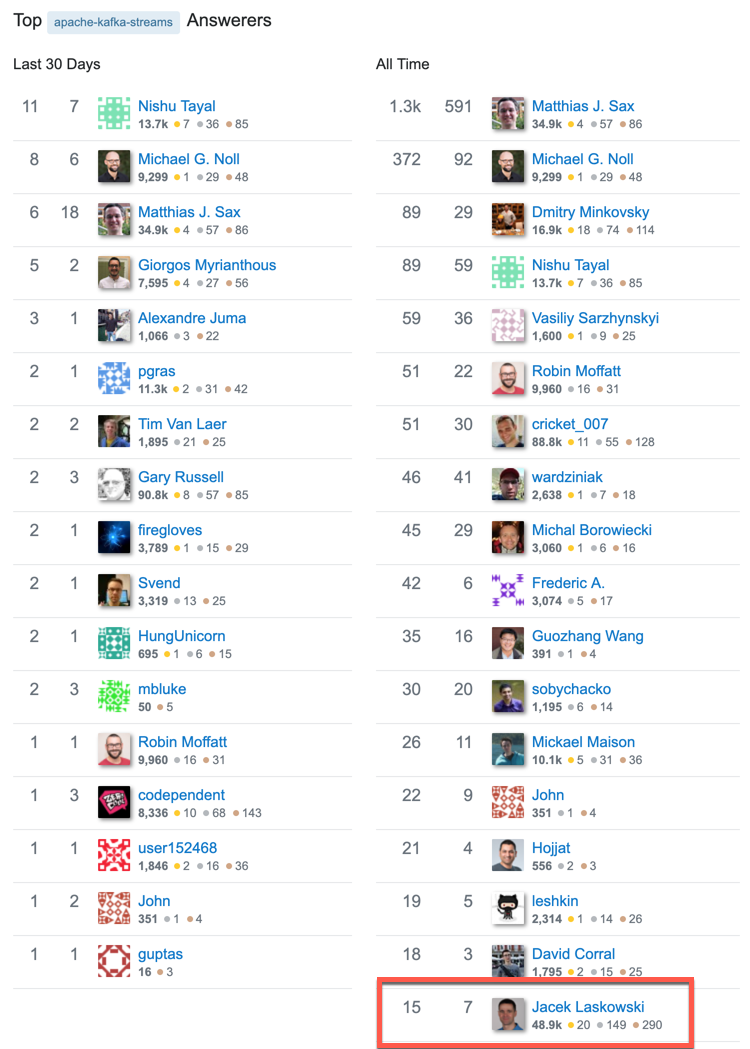 Top apache-kafka-streams Answerers
Last 30 Days
11 7 Nishu Tayal
13.7k 7 36 85
8 6 Michael G. Noll
9,299 1 29 48
6 18 Matthias J. Sax
34.9k 4 57 86
5 2 Giorgos Myrianthous
7,595 4 27 56
3 1 Alexandre Juma
1,066 3 22
2 1 pgras
11.3k 2 31 42
2 2 Tim Van Laer
1,895 21 25
2 3 Gary Russell
90.8k 8 57 85
2 1 firegloves
3,789 1 15 29
2 1 Svend
3,319 13 25
2 1 HungUnicorn
695 1 6 15
2 3 mbluke
50 5
1 1 Robin Moffatt
9,960 16 31
1 3 codependent
8,336 10 68 143
1 1 user152468
1,846 2 16 36
1 2 John
351 1 4
1 1 guptas
16 3
All Time
1.3k 591 Matthias J. Sax
34.9k 4 57 86
372 92 Michael G. Noll
9,299 1 29 48
89 29 Dmitry Minkovsky
16.9k 18 74 114
89 59 Nishu Tayal
13.7k 7 36 85
59 36 Vasiliy Sarzhynskyi
1,600 1 9 25
51 22 Robin Moffatt
9,960 16 31
51 30 cricket_007
88.8k 11 55 128
46 41 wardziniak
2,638 1 7 18
45 29 Michal Borowiecki
3,060 1 6 16
42 6 Frederic A.
3,074 5 17
35 16 Guozhang Wang
391 1 4
30 20 sobychacko
1,195 6 14
26 11 Mickael Maison
10.1k 5 31 36
22 9 John
351 1 4
21 4 Hojjat
556 2 3
19 5 leshkin
2,314 1 14 26
18 3 David Corral
1,795 2 15 25
15 7 Jacek Laskowski
48.9k 20 149 290